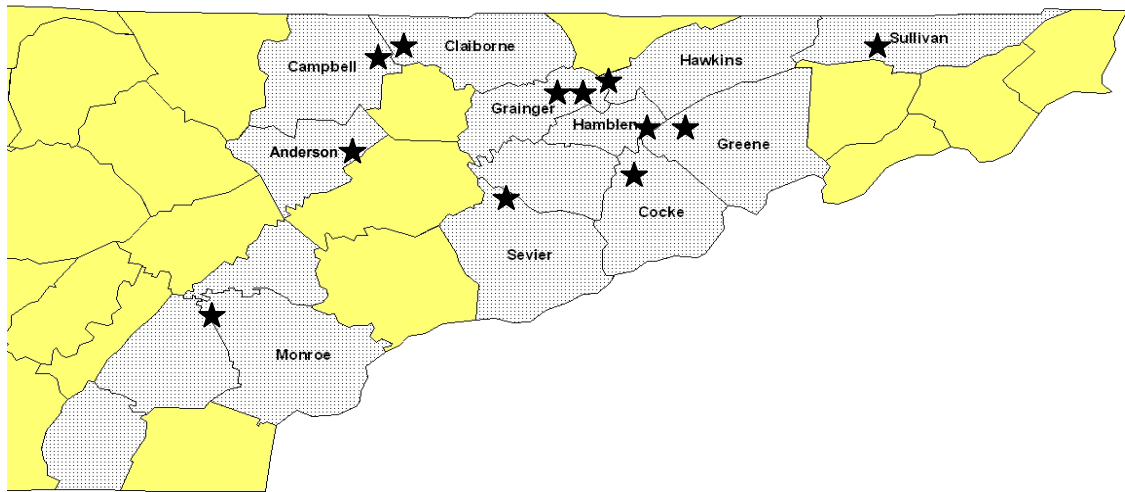 Sullivan
Claiborne
Campbell
Hawkins
Grainger
Hamblen
Anderson
Greene
Cocke
Sevier
Monroe